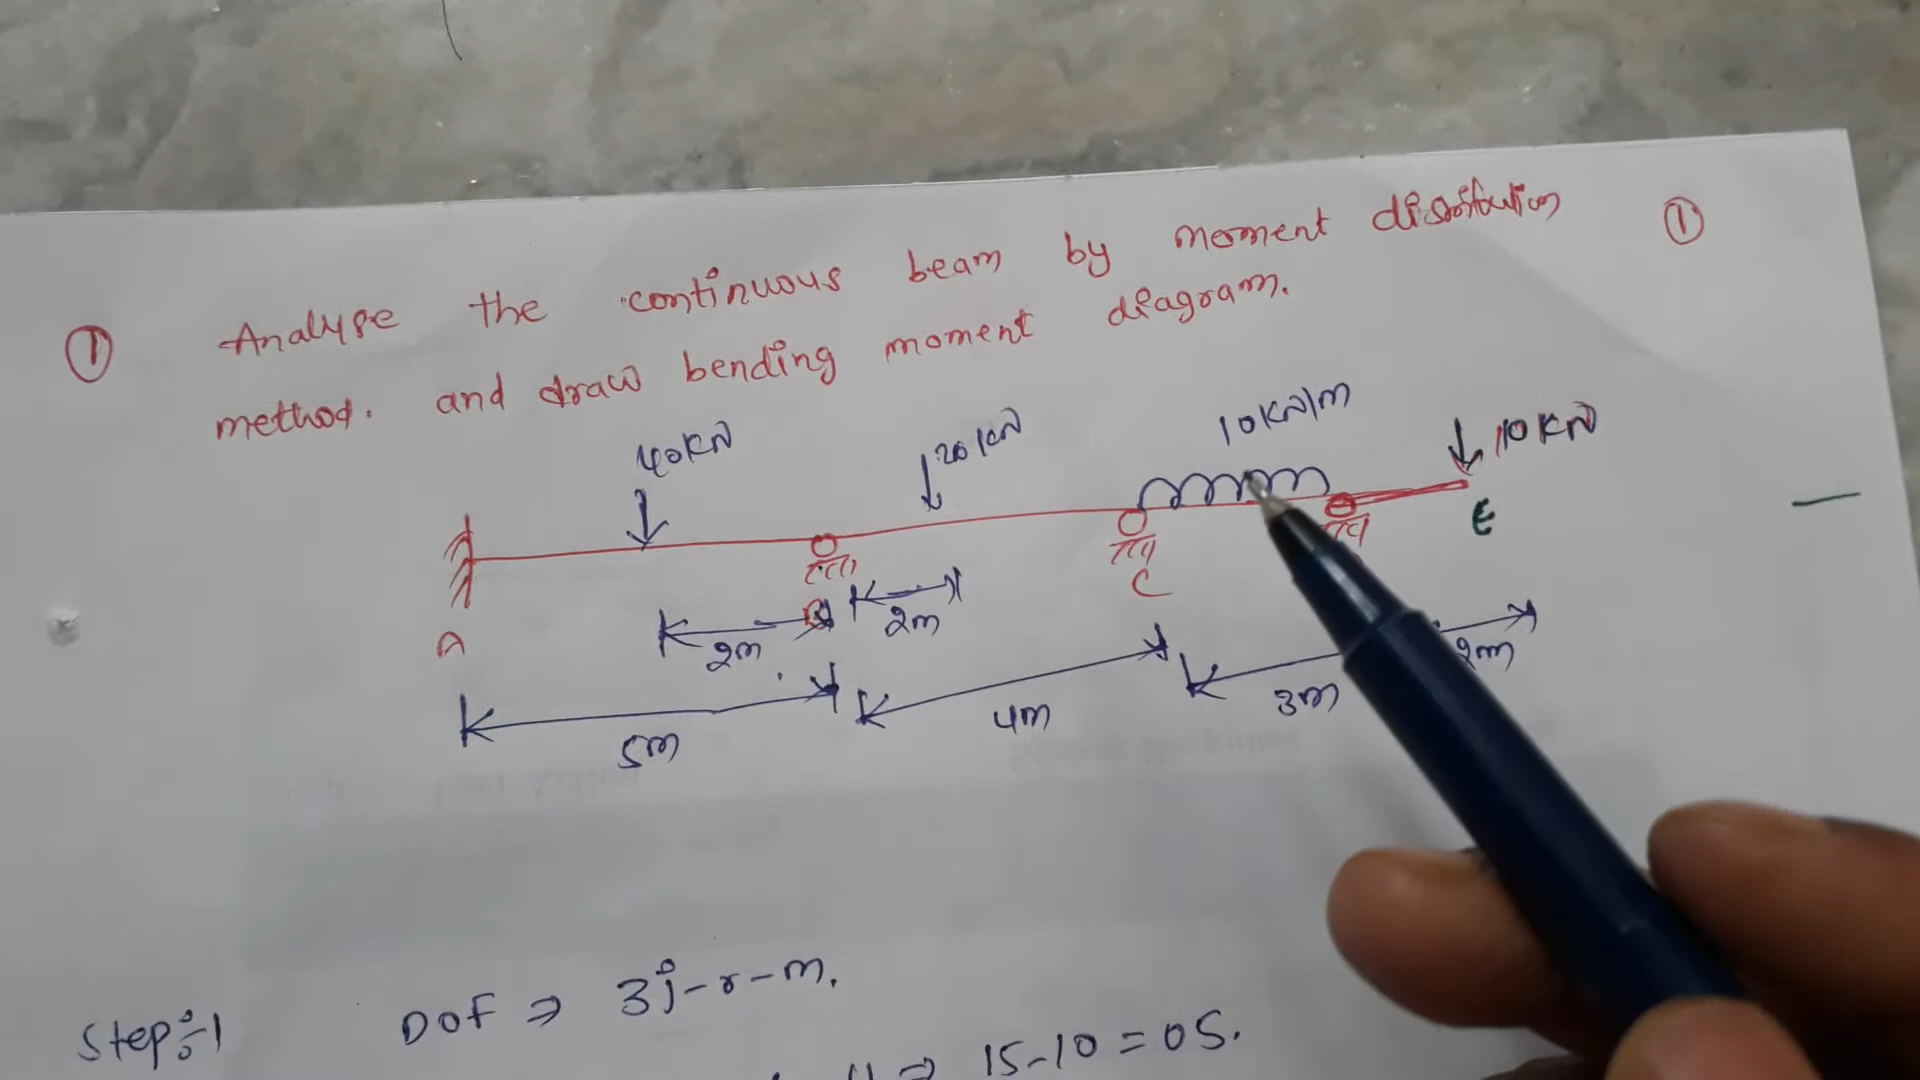 ① Analyse the continuous beam by moment distribution ①
method. and draw bending moment diagram.
40KN 20KN 10KN/m 10KN
A B C E
2m 2m 2m
5m 4m 3m
Step:-1 DOF ⇒ 3j-r-m.
⇒ 15-10=05.